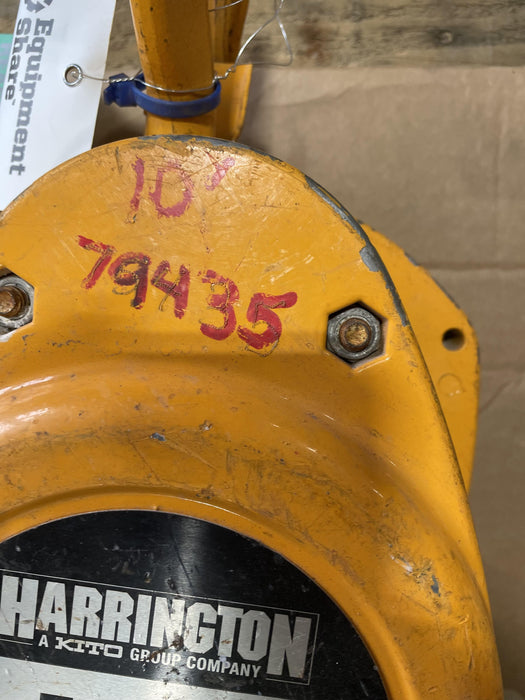 Equipment
Share
10'
79435
HARRINGTON
A KITO GROUP COMPANY